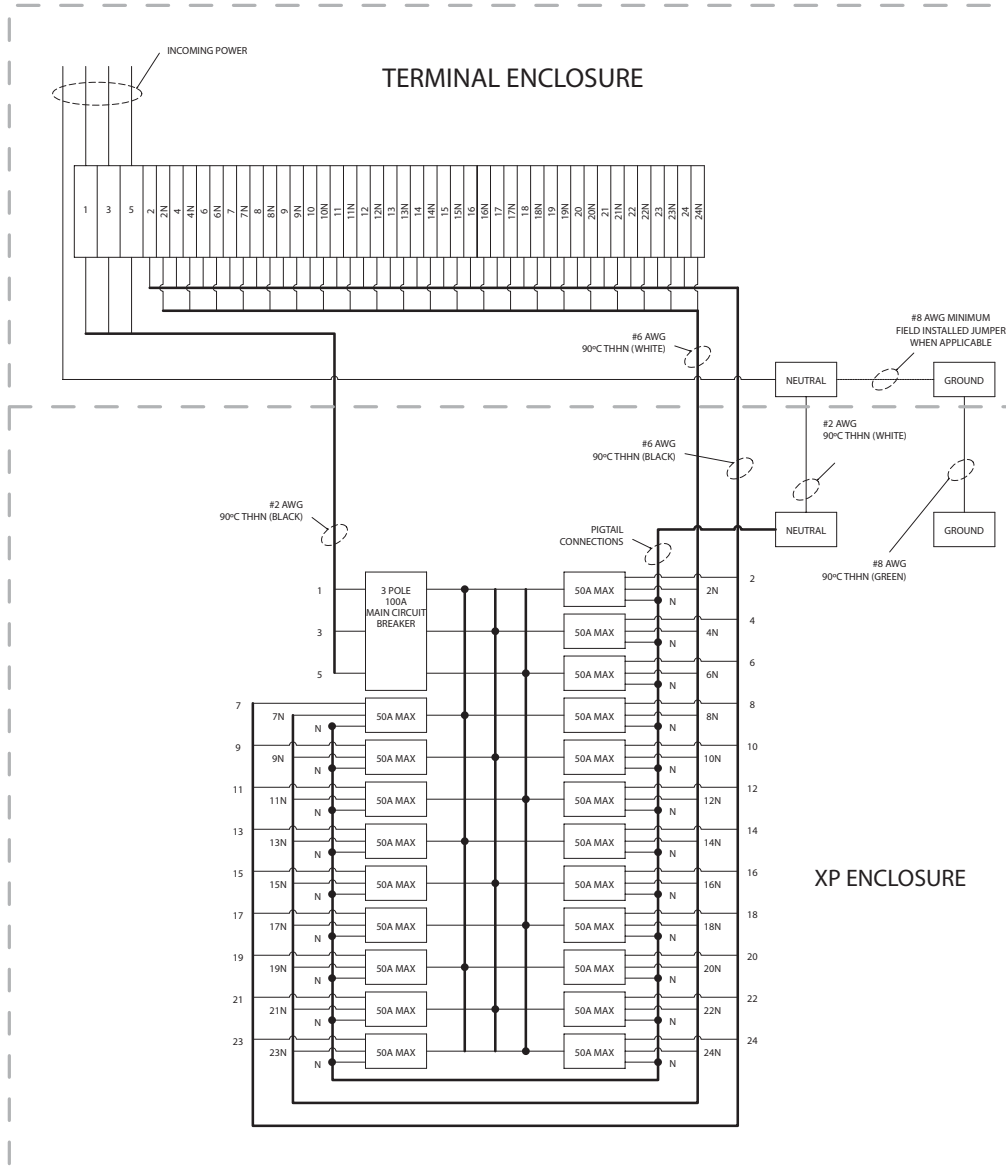 INCOMING POWER
TERMINAL ENCLOSURE
1
3
5
2
2N
4
4N
6
6N
7
7N
8
8N
9
9N
10
10N
11
11N
12
12N
13
13N
14
14N
15
15N
16
16N
17
17N
18
18N
19
19N
20
20N
21
21N
22
22N
23
23N
24
24N
#8 AWG MINIMUM
FIELD INSTALLED JUMPER
WHEN APPLICABLE
#6 AWG
90ºC THHN (WHITE)
NEUTRAL
GROUND
#2 AWG
90ºC THHN (WHITE)
#6 AWG
90ºC THHN (BLACK)
#2 AWG
90ºC THHN (BLACK)
PIGTAIL
CONNECTIONS
NEUTRAL
GROUND
#8 AWG
90ºC THHN (GREEN)
1
3
5
3 POLE
100A
MAIN CIRCUIT
BREAKER
50A MAX
2
2N
N
50A MAX
4
4N
N
50A MAX
6
6N
N
7
7N
N
50A MAX
50A MAX
8
8N
N
9
9N
N
50A MAX
50A MAX
10
10N
N
11
11N
N
50A MAX
50A MAX
12
12N
N
13
13N
N
50A MAX
50A MAX
14
14N
N
15
15N
N
50A MAX
50A MAX
16
16N
N
XP ENCLOSURE
17
17N
N
50A MAX
50A MAX
18
18N
N
19
19N
N
50A MAX
50A MAX
20
20N
N
21
21N
N
50A MAX
50A MAX
22
22N
N
23
23N
N
50A MAX
50A MAX
24
24N
N